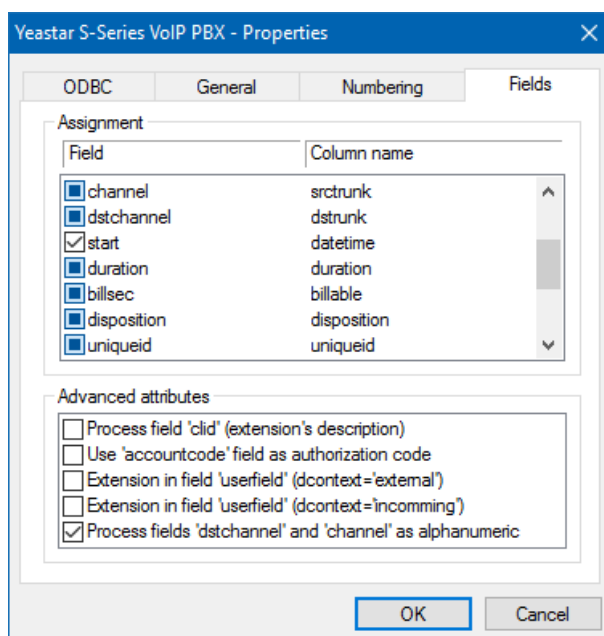 Yeastar S-Series VoIP PBX - Properties
ODBC General Numbering Fields
Assignment
Field Column name
channel srctrunk
dstchannel dstrunk
start datetime
duration duration
billsec billable
disposition disposition
uniqueid uniqueid
Advanced attributes
Process field 'clid' (extension's description)
Use 'accountcode' field as authorization code
Extension in field 'userfield' (dcontext='external')
Extension in field 'userfield' (dcontext='incomming')
Process fields 'dstchannel' and 'channel' as alphanumeric
OK Cancel